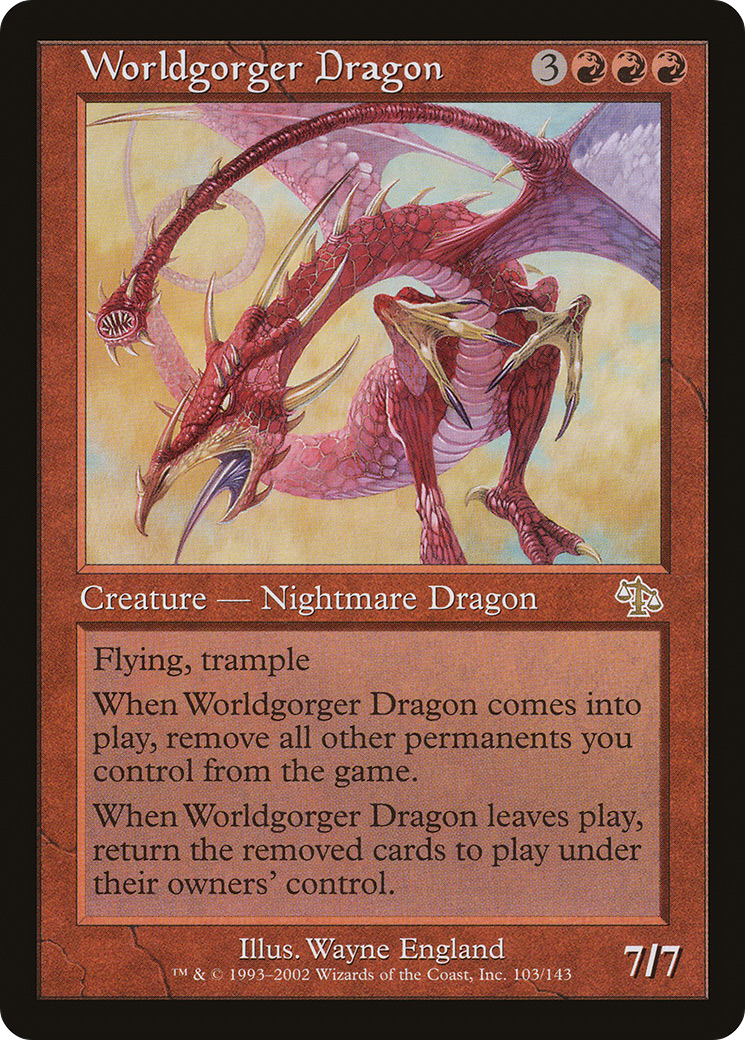 Worldgorger Dragon 3
Creature — Nightmare Dragon
Flying, trample
When Worldgorger Dragon comes into
play, remove all other permanents you
control from the game.
When Worldgorger Dragon leaves play,
return the removed cards to play under
their owners’ control.
Illus. Wayne England
™ & © 1993–2002 Wizards of the Coast, Inc. 103/143
7/7